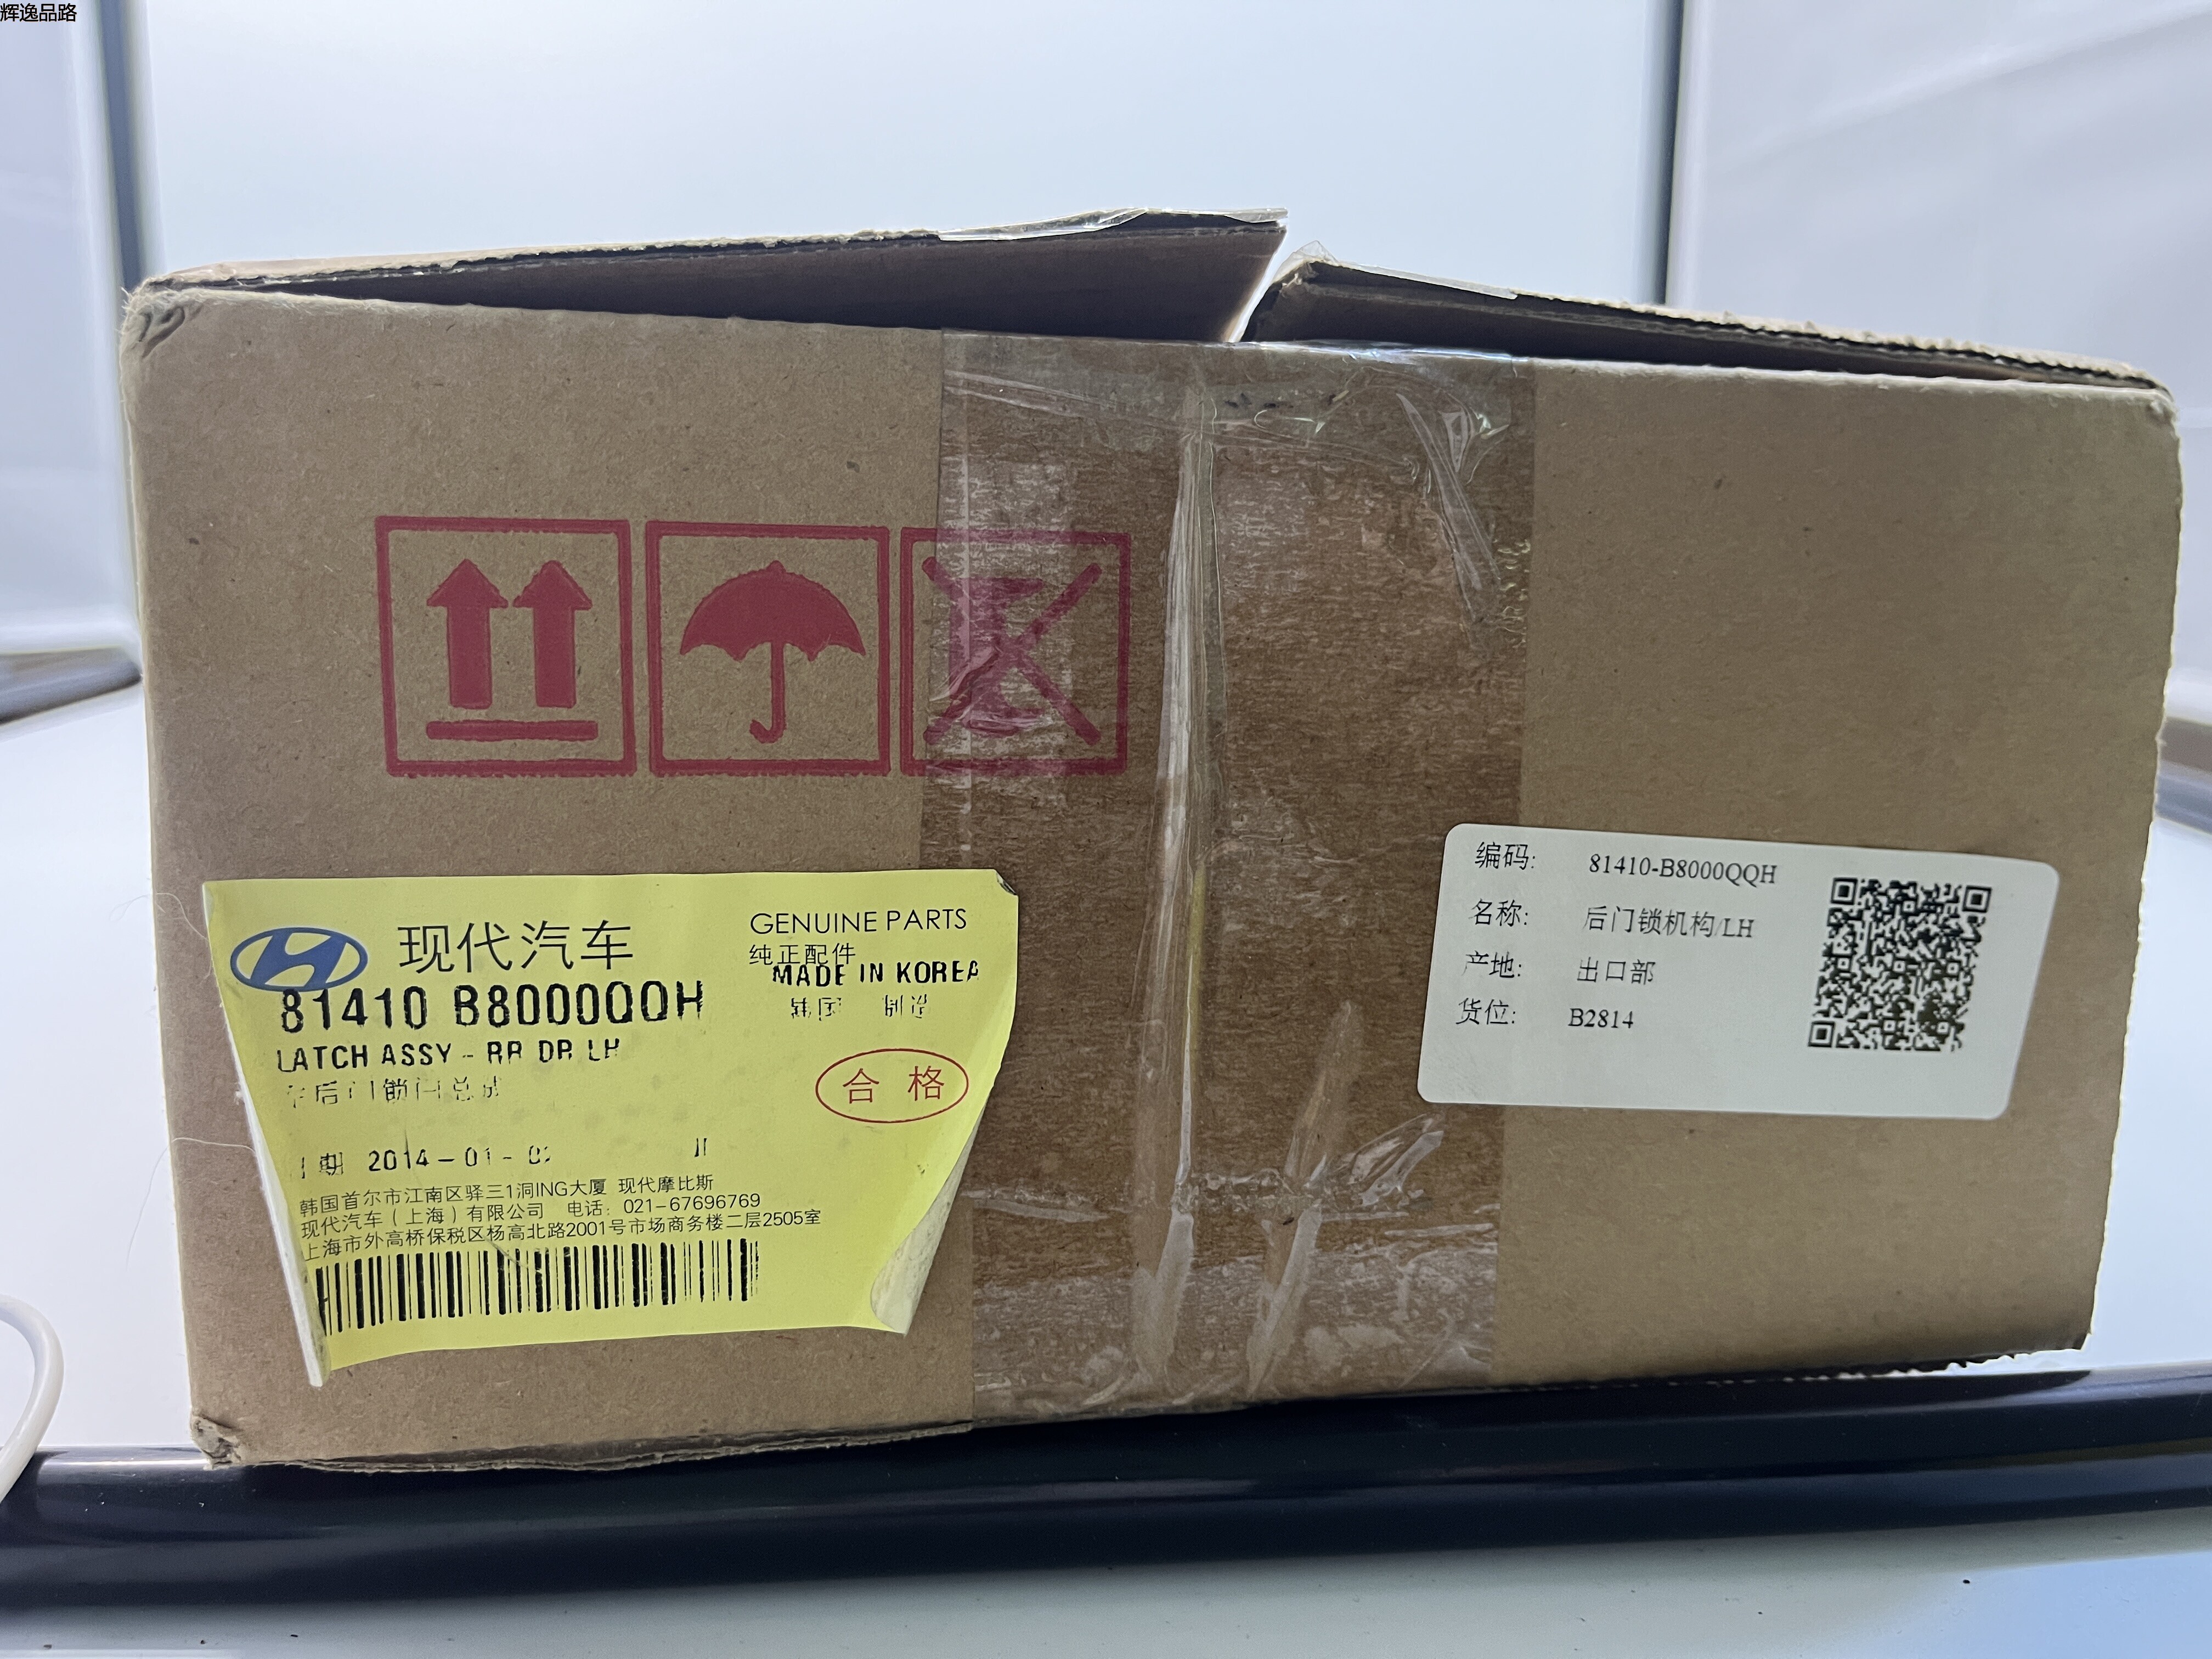 辉逸品路
现代汽车
GENUINE PARTS
纯正配件
MADE IN KOREA
81410 B8000QQH
LATCH ASSY - RR DR LH
合格
2014-01-0
韩国首尔市江南区驿三1洞ING大厦 现代摩比斯
现代汽车（上海）有限公司 电话：021-67696769
上海市外高桥保税区杨高北路2001号市场商务楼二层2505室
编码: 81410-B8000QQH
名称: 后门锁机构/LH
产地: 出口部
货位: B2814